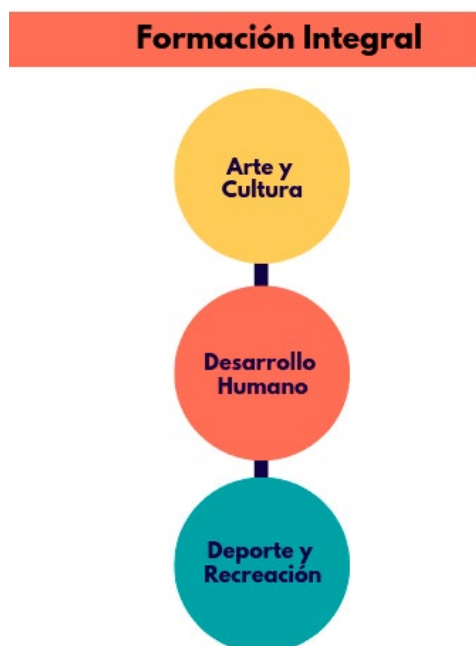 Formación Integral
Arte y
Cultura
Desarrollo
Humano
Deporte y
Recreación